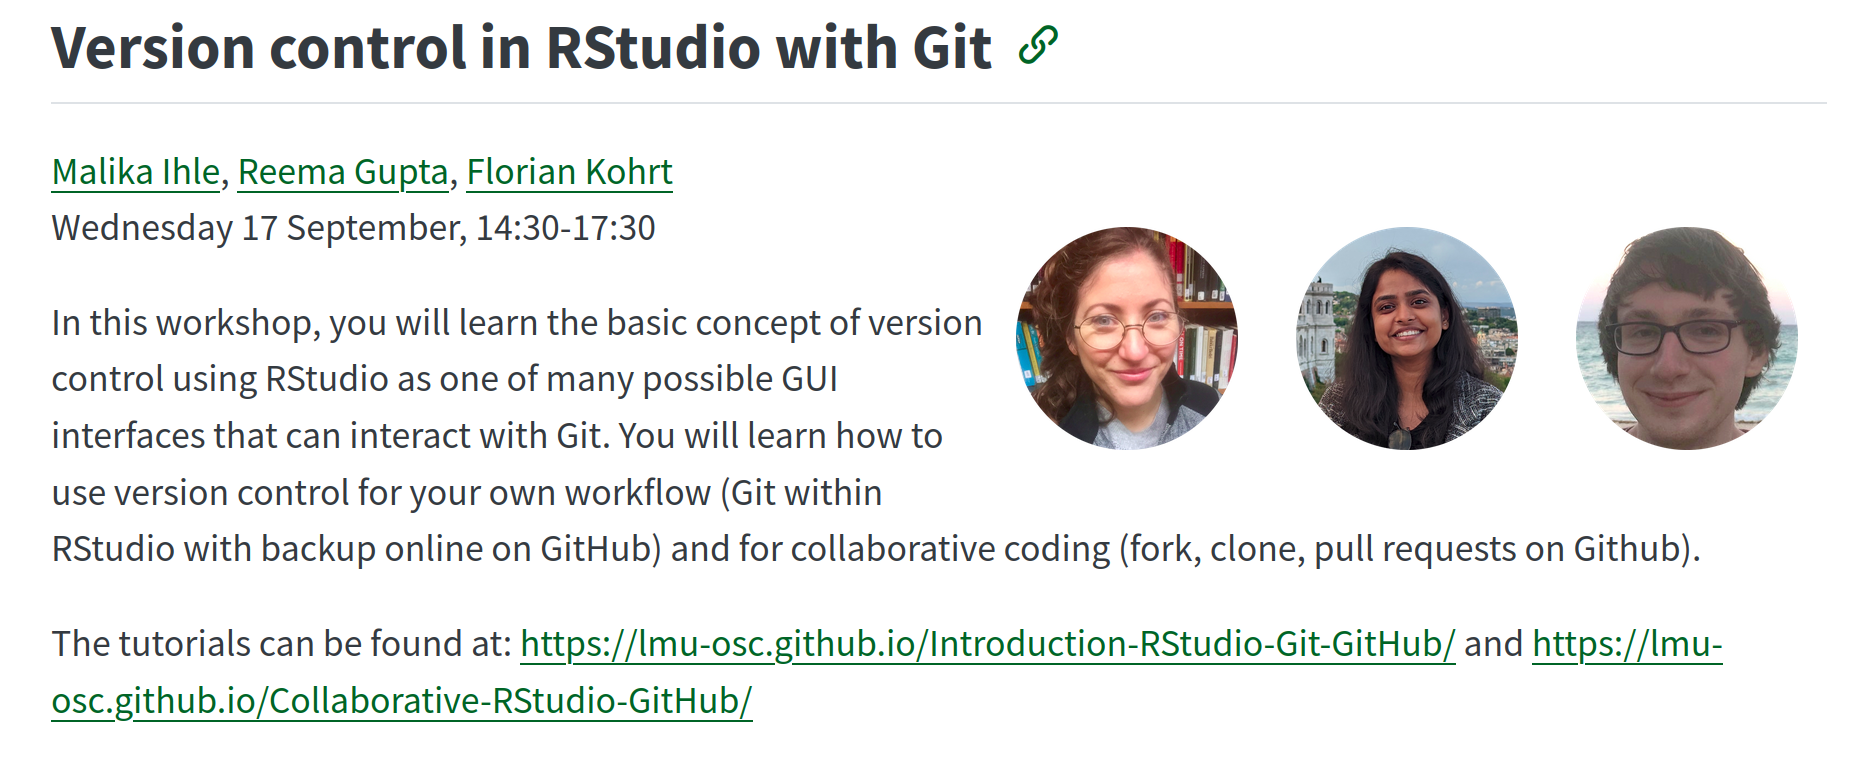 Version control in RStudio with Git
Malika Ihle, Reema Gupta, Florian Kohrt
Wednesday 17 September, 14:30-17:30
In this workshop, you will learn the basic concept of version
control using RStudio as one of many possible GUI
interfaces that can interact with Git. You will learn how to
use version control for your own workflow (Git within
RStudio with backup online on GitHub) and for collaborative coding (fork, clone, pull requests on Github).
The tutorials can be found at: https://lmu-osc.github.io/Introduction-RStudio-Git-GitHub/ and https://lmu-
osc.github.io/Collaborative-RStudio-GitHub/